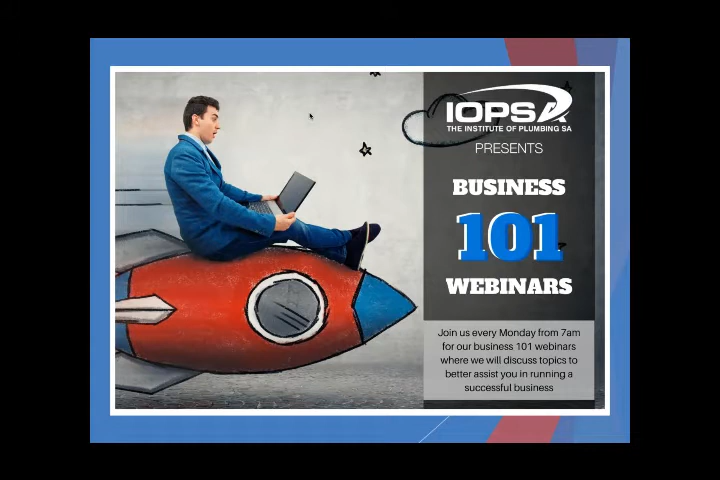 IOPSA
THE INSTITUTE OF PLUMBING SA
PRESENTS
BUSINESS
101
WEBINARS
Join us every Monday from 7am
for our business 101 webinars
where we will discuss topics to
better assist you in running a
successful business